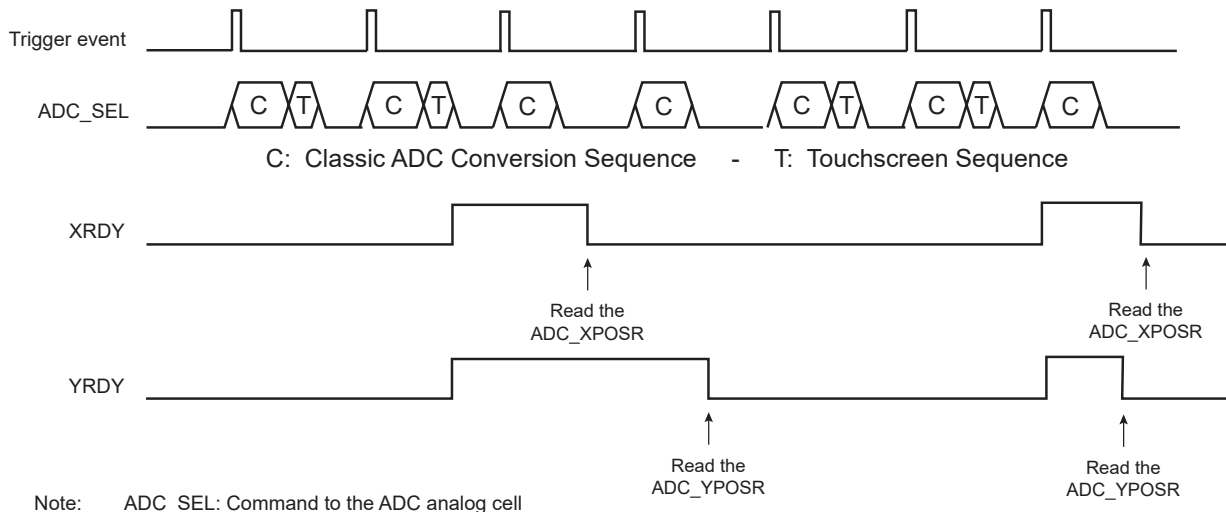 Trigger event
ADC_SEL
C T C T C C C T C T C
C: Classic ADC Conversion Sequence - T: Touchscreen Sequence
XRDY
Read the
ADC_XPOSR
Read the
ADC_XPOSR
YRDY
Read the
ADC_YPOSR
Read the
ADC_YPOSR
Note: ADC_SEL: Command to the ADC analog cell